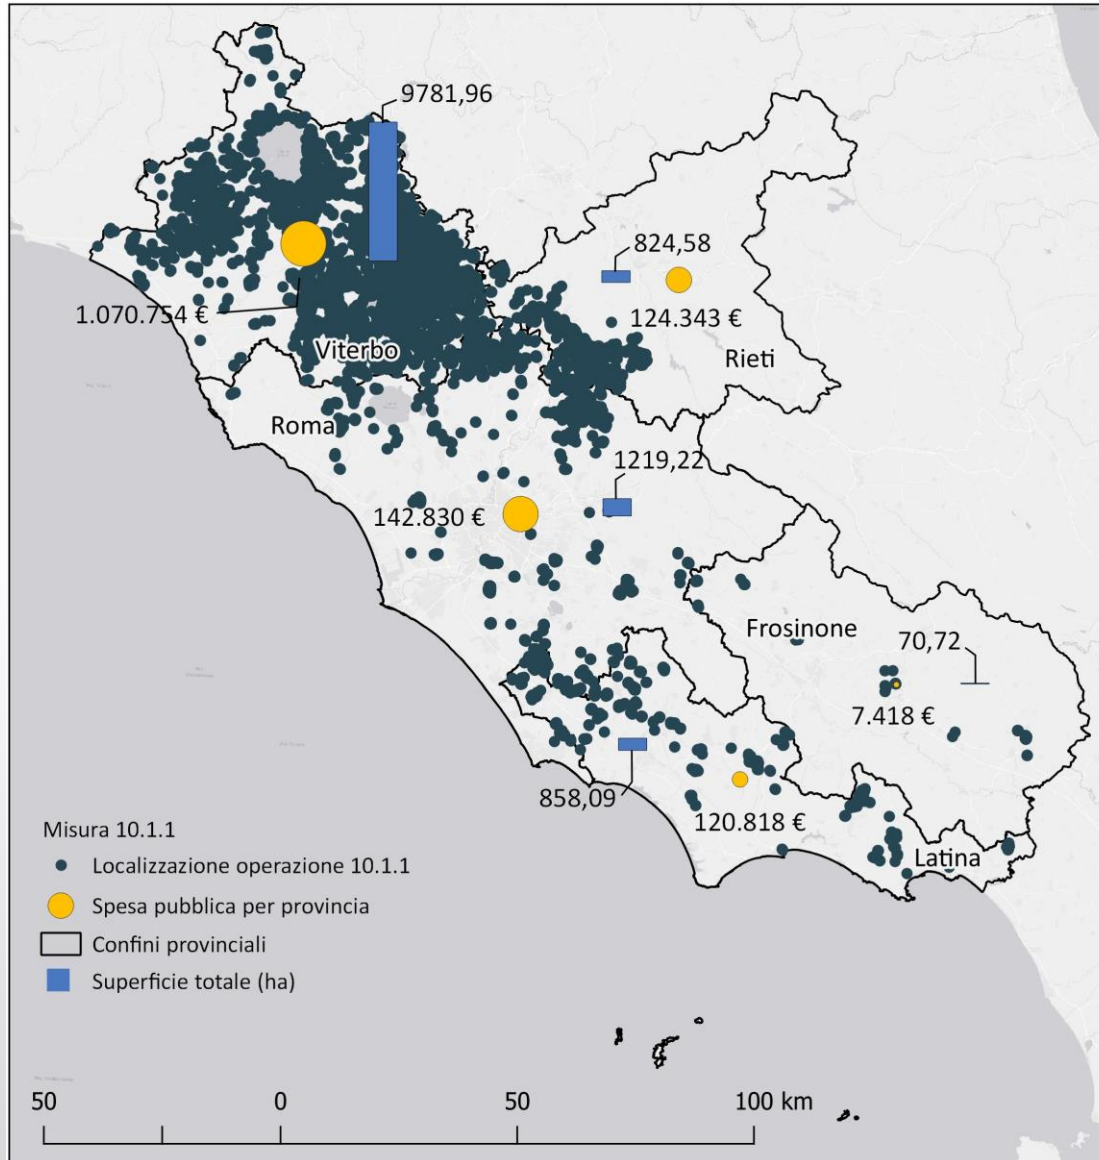 9781,96
824,58
1.070.754 €
124.343 €
Viterbo
Rieti
Roma
1219,22
142.830 €
Frosinone
70,72
7.418 €
858,09
120.818 €
Latina
Misura 10.1.1
Localizzazione operazione 10.1.1
Spesa pubblica per provincia
Confini provinciali
Superficie totale (ha)
50 0 50 100 km